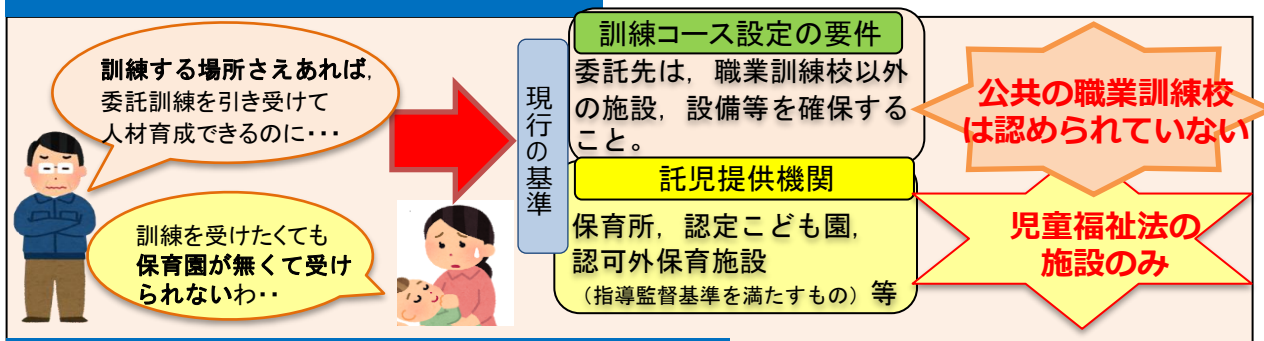 訓練する場所さえあれば，
委託訓練を引き受けて
人材育成できるのに・・・
訓練を受けたくても
保育園が無くて受け
られないわ・・
現行の基準
訓練コース設定の要件
委託先は，職業訓練校以外
の施設，設備等を確保する
こと。
託児提供機関
保育所，認定こども園，
認可外保育施設
（指導監督基準を満たすもの）等
公共の職業訓練校
は認められていない
児童福祉法の
施設のみ